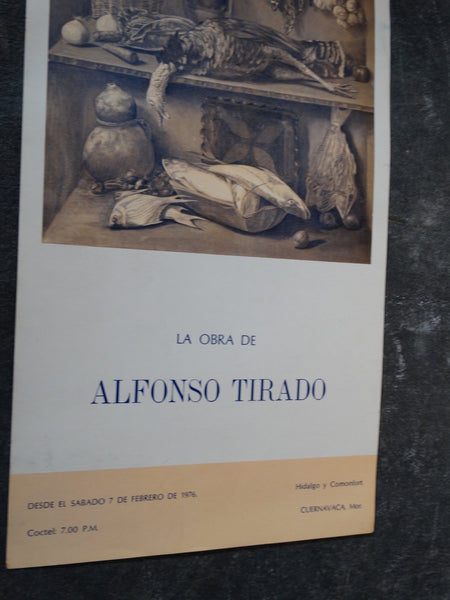 LA OBRA DE
ALFONSO TIRADO
DESDE EL SABADO 7 DE FEBRERO DE 1976.
Coctel: 7.00 P.M.
Hidalgo y Comonfort
CUERNAVACA, Mor.